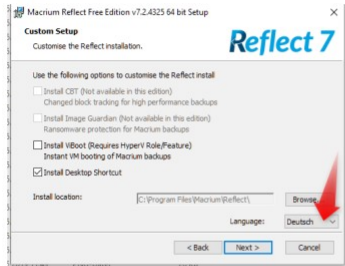 Macrium Reflect Free Edition v7.2.4325 64 bit Setup
Custom Setup
Customise the Reflect installation.
Reflect 7
Use the following options to customise the Reflect install
Install CBT (Not available in this edition)
Changed block tracking for high performance backups
Install Image Guardian (Not available in this edition)
Ransomware protection for Macrium backups
Install ViBoot (Requires HyperV Role/Feature)
Instant VM booting of Macrium backups
Install Desktop Shortcut
Install location:
C:\Program Files\Macrium\Reflect\
Browse...
Language:
Deutsch
< Back
Next >
Cancel